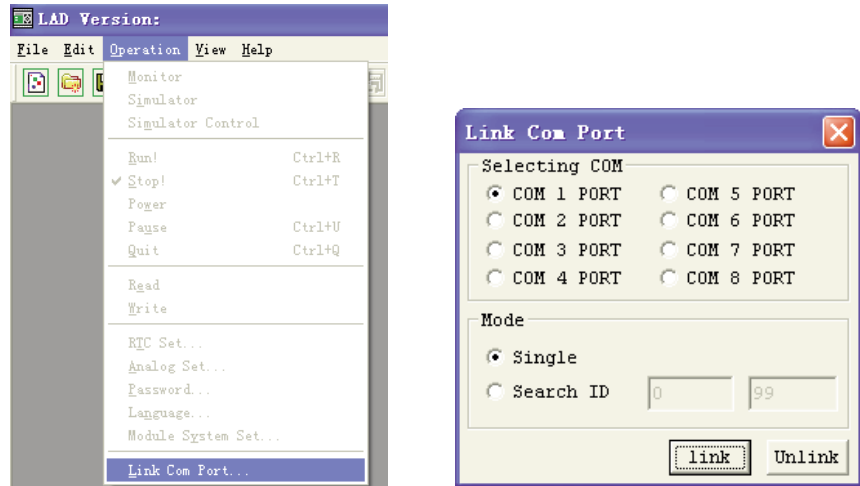 LAD Version:
File Edit Operation View Help
Monitor
Simulator
Simulator Control
Run! Ctrl+R
Stop! Ctrl+T
Power
Pause Ctrl+U
Quit Ctrl+Q
Read
Write
RTC Set...
Analog Set...
Password...
Language...
Module System Set...
Link Com Port...
Link Com Port
Selecting COM
COM 1 PORT COM 5 PORT
COM 2 PORT COM 6 PORT
COM 3 PORT COM 7 PORT
COM 4 PORT COM 8 PORT
Mode
Single
Search ID 0 99
link Unlink